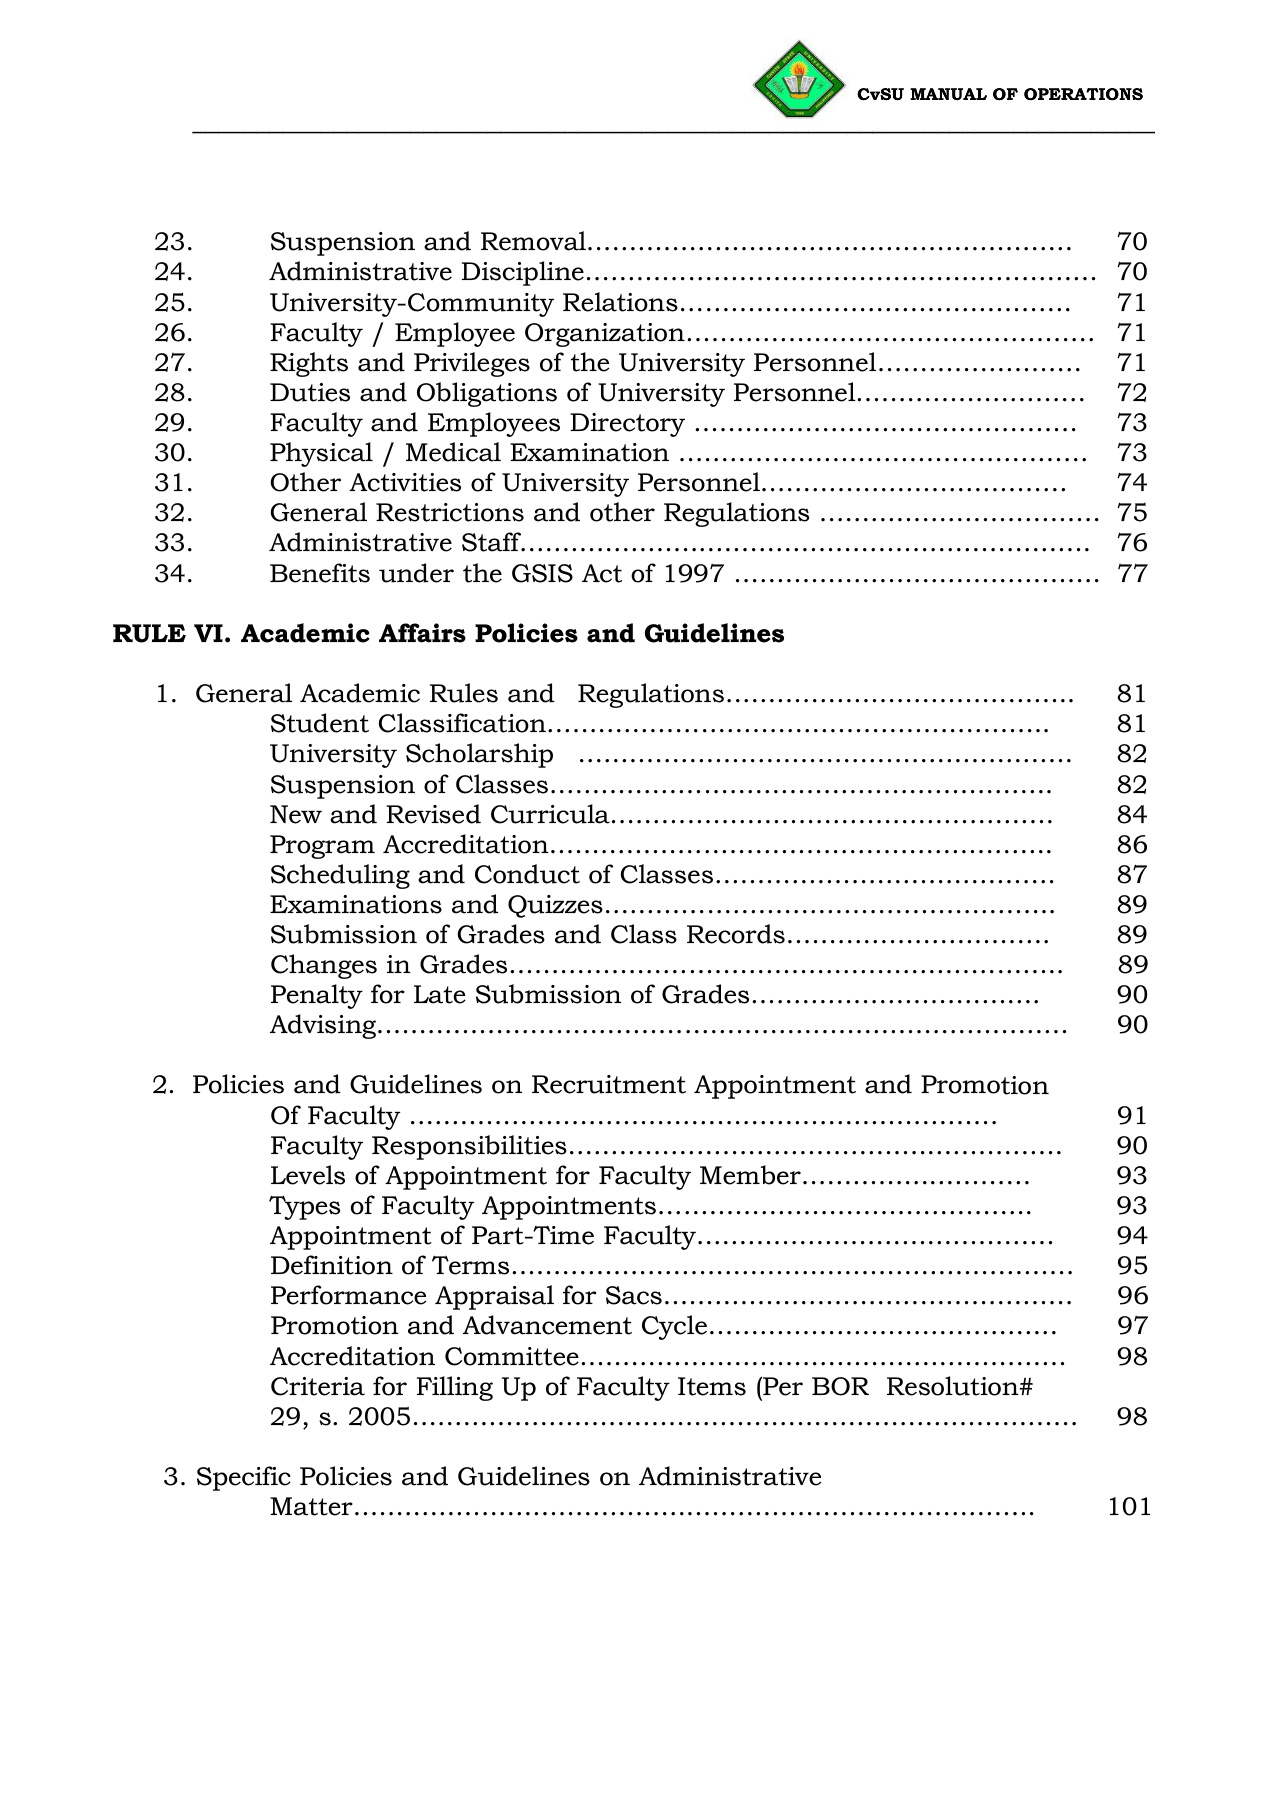 CvSU MANUAL OF OPERATIONS
23. Suspension and Removal………………………………………………… 70
24. Administrative Discipline…………………………………………………… 70
25. University-Community Relations……………………………………… 71
26. Faculty / Employee Organization………………………………………… 71
27. Rights and Privileges of the University Personnel…………………… 71
28. Duties and Obligations of University Personnel……………………… 72
29. Faculty and Employees Directory ……………………………………… 73
30. Physical / Medical Examination ………………………………………… 73
31. Other Activities of University Personnel……………………………… 74
32. General Restrictions and other Regulations …………………………… 75
33. Administrative Staff………………………………………………………… 76
34. Benefits under the GSIS Act of 1997 …………………………………… 77
RULE VI. Academic Affairs Policies and Guidelines
1. General Academic Rules and Regulations………………………………….. 81
Student Classification………………………………………………….. 81
University Scholarship ………………………………………………… 82
Suspension of Classes………………………………………………….. 82
New and Revised Curricula……………………………………………. 84
Program Accreditation………………………………………………….. 86
Scheduling and Conduct of Classes…………………………………. 87
Examinations and Quizzes…………………………………………….. 89
Submission of Grades and Class Records…………………………. 89
Changes in Grades……………………………………………………….. 89
Penalty for Late Submission of Grades……………………………. 90
Advising……………………………………………………………………… 90
2. Policies and Guidelines on Recruitment Appointment and Promotion
Of Faculty …………………………………………………………… 91
Faculty Responsibilities…………………………………………………. 90
Levels of Appointment for Faculty Member……………………… 93
Types of Faculty Appointments…………………………………….. 93
Appointment of Part-Time Faculty…………………………………… 94
Definition of Terms………………………………………………………… 95
Performance Appraisal for Sacs………………………………………… 96
Promotion and Advancement Cycle………………………………….. 97
Accreditation Committee………………………………………………… 98
Criteria for Filling Up of Faculty Items (Per BOR Resolution#
29, s. 2005…………………………………………………………………… 98
3. Specific Policies and Guidelines on Administrative
Matter……………………………………………………………………… 101